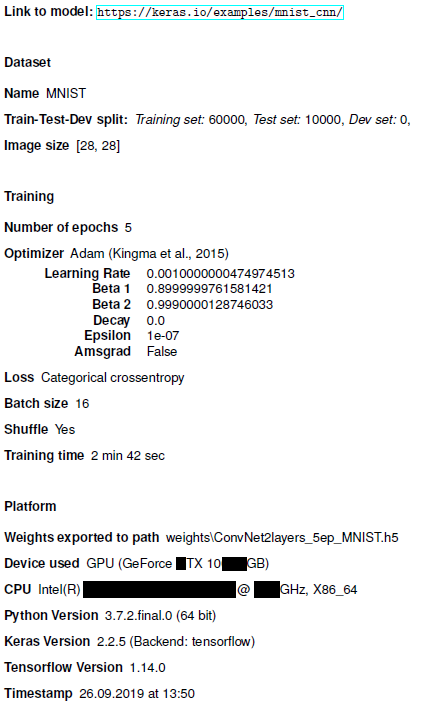 Link to model: https://keras.io/examples/mnist_cnn/
Dataset
Name MNIST
Train-Test-Dev split: Training set: 60000, Test set: 10000, Dev set: 0,
Image size [28, 28]
Training
Number of epochs 5
Optimizer Adam (Kingma et al., 2015)
Learning Rate 0.0010000000474974513
Beta 1 0.8999999761581421
Beta 2 0.9990000128746033
Decay 0.0
Epsilon 1e-07
Amsgrad False
Loss Categorical crossentropy
Batch size 16
Shuffle Yes
Training time 2 min 42 sec
Platform
Weights exported to path weights\ConvNet2layers_5ep_MNIST.h5
Device used GPU (GeForce TX 10 GB)
CPU Intel(R) @ GHz, X86_64
Python Version 3.7.2.final.0 (64 bit)
Keras Version 2.2.5 (Backend: tensorflow)
Tensorflow Version 1.14.0
Timestamp 26.09.2019 at 13:50